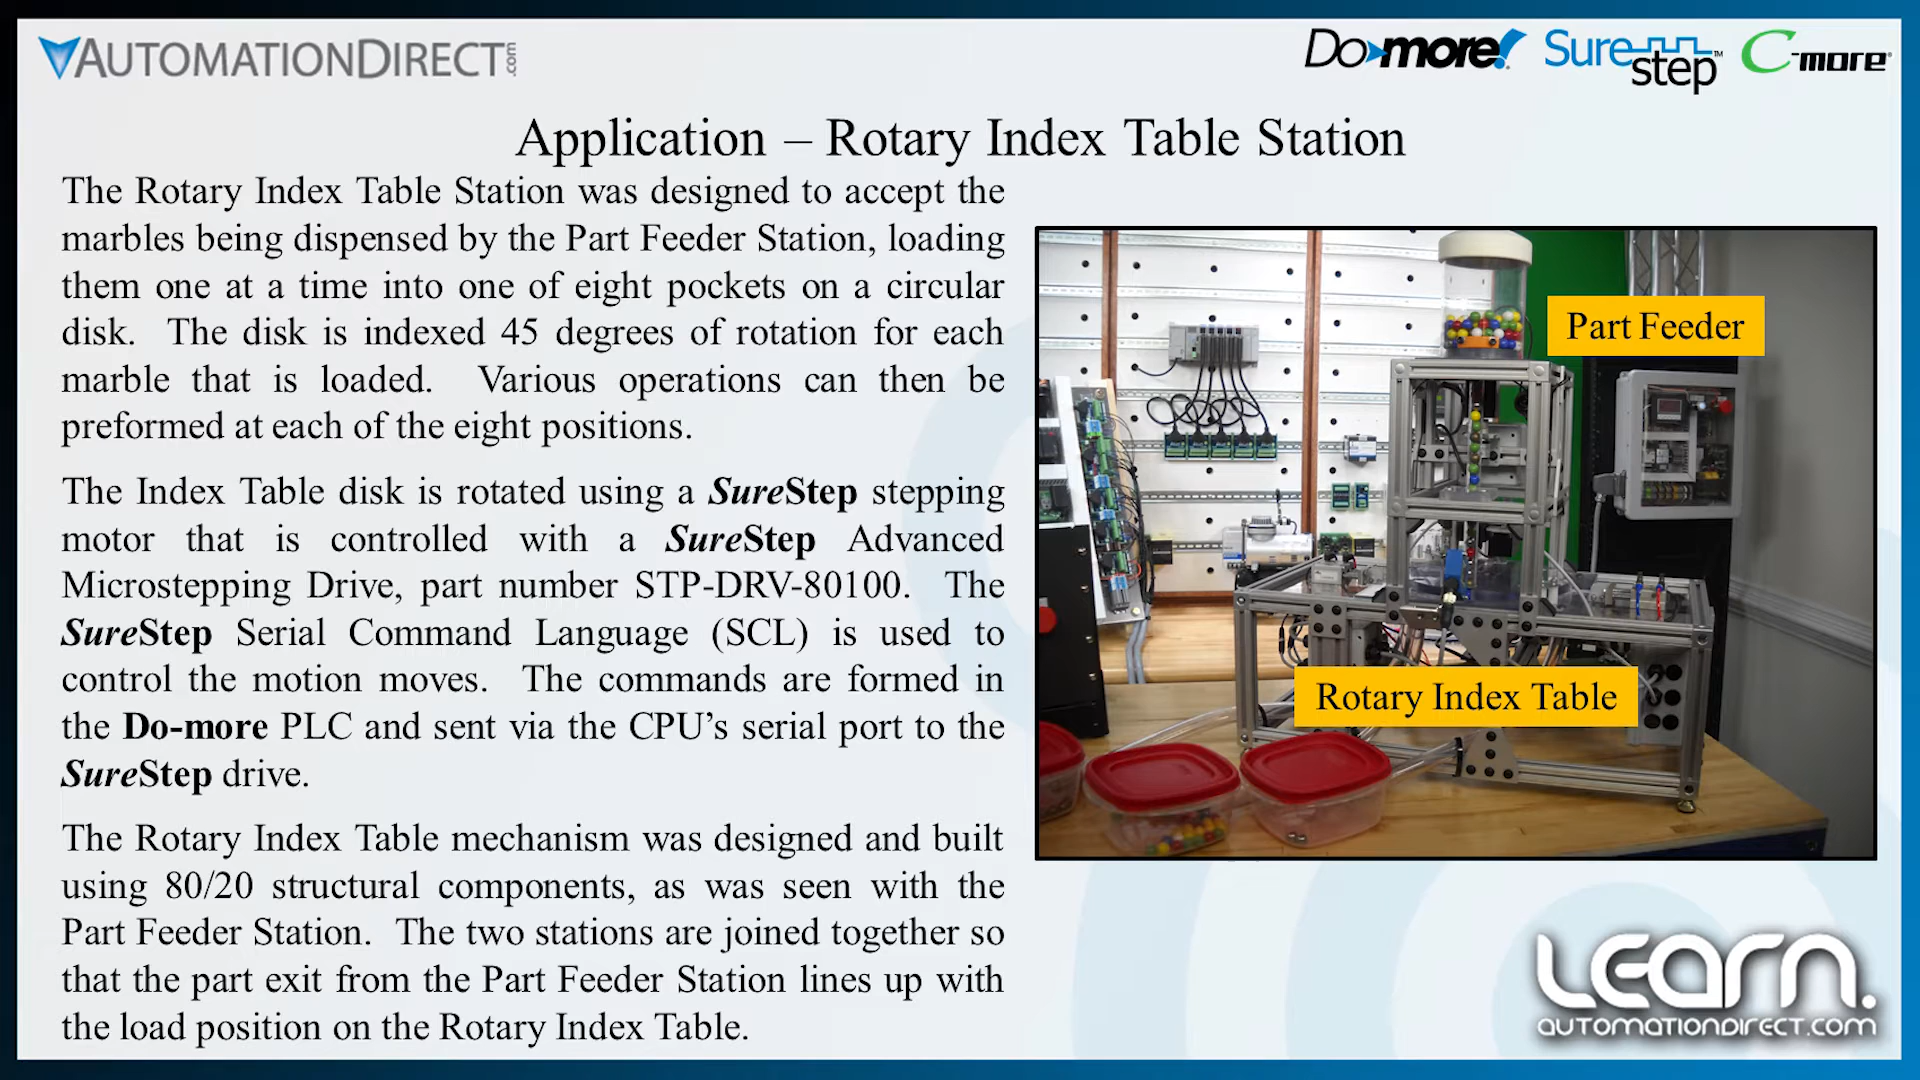 AUTOMATIONDIRECT.com
Do-more! SureStep™ C-more®
Application – Rotary Index Table Station
The Rotary Index Table Station was designed to accept the
marbles being dispensed by the Part Feeder Station, loading
them one at a time into one of eight pockets on a circular
disk. The disk is indexed 45 degrees of rotation for each
marble that is loaded. Various operations can then be
preformed at each of the eight positions.
The Index Table disk is rotated using a SureStep stepping
motor that is controlled with a SureStep Advanced
Microstepping Drive, part number STP-DRV-80100. The
SureStep Serial Command Language (SCL) is used to
control the motion moves. The commands are formed in
the Do-more PLC and sent via the CPU’s serial port to the
SureStep drive.
The Rotary Index Table mechanism was designed and built
using 80/20 structural components, as was seen with the
Part Feeder Station. The two stations are joined together so
that the part exit from the Part Feeder Station lines up with
the load position on the Rotary Index Table.
Part Feeder
Rotary Index Table
LEARN.
AUTOMATIONDIRECT.COM